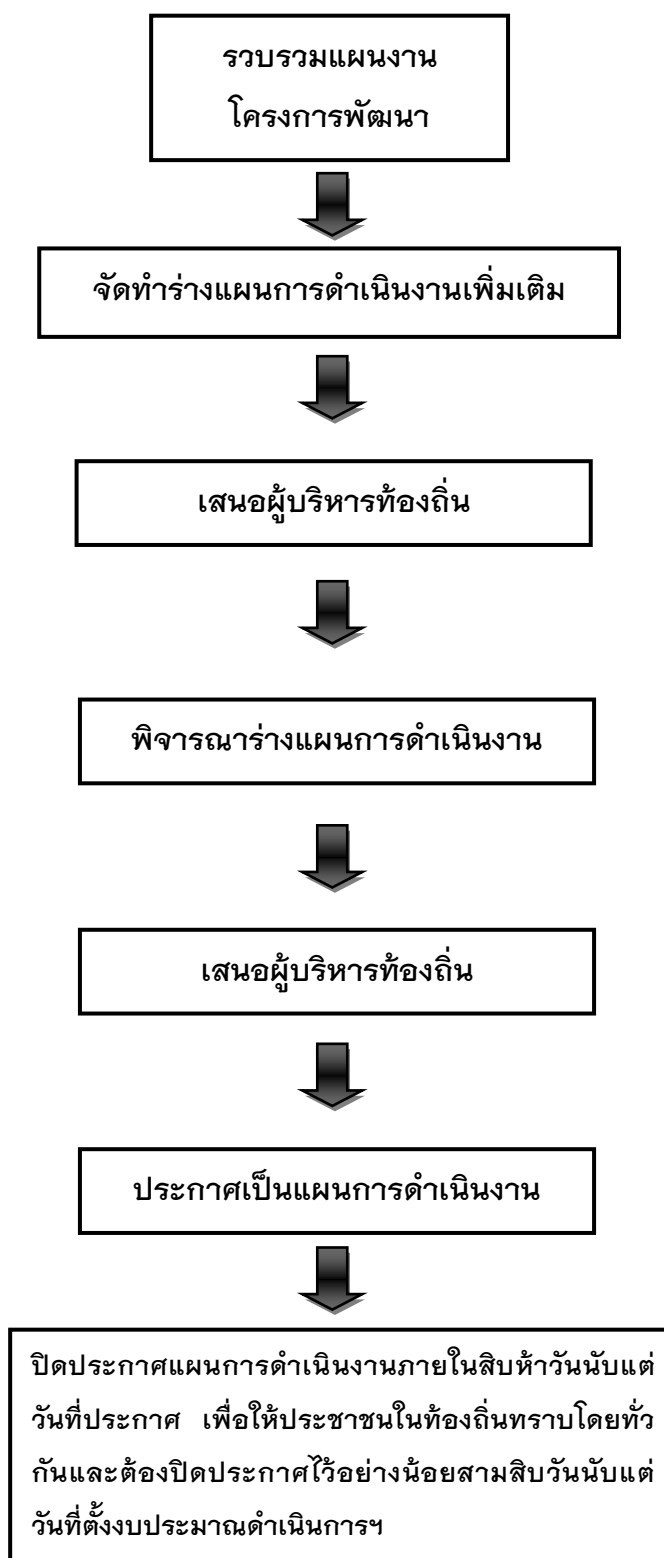 รวบรวมแผนงาน
โครงการพัฒนา
จัดทำร่างแผนการดำเนินงานเพิ่มเติม
เสนอผู้บริหารท้องถิ่น
พิจารณาร่างแผนการดำเนินงาน
เสนอผู้บริหารท้องถิ่น
ประกาศเป็นแผนการดำเนินงาน
ปิดประกาศแผนการดำเนินงานภายในสิบห้าวันนับแต่
วันที่ประกาศ เพื่อให้ประชาชนในท้องถิ่นทราบโดยทั่ว
กันและต้องปิดประกาศไว้อย่างน้อยสามสิบวันนับแต่
วันที่ตั้งงบประมาณดำเนินการฯ